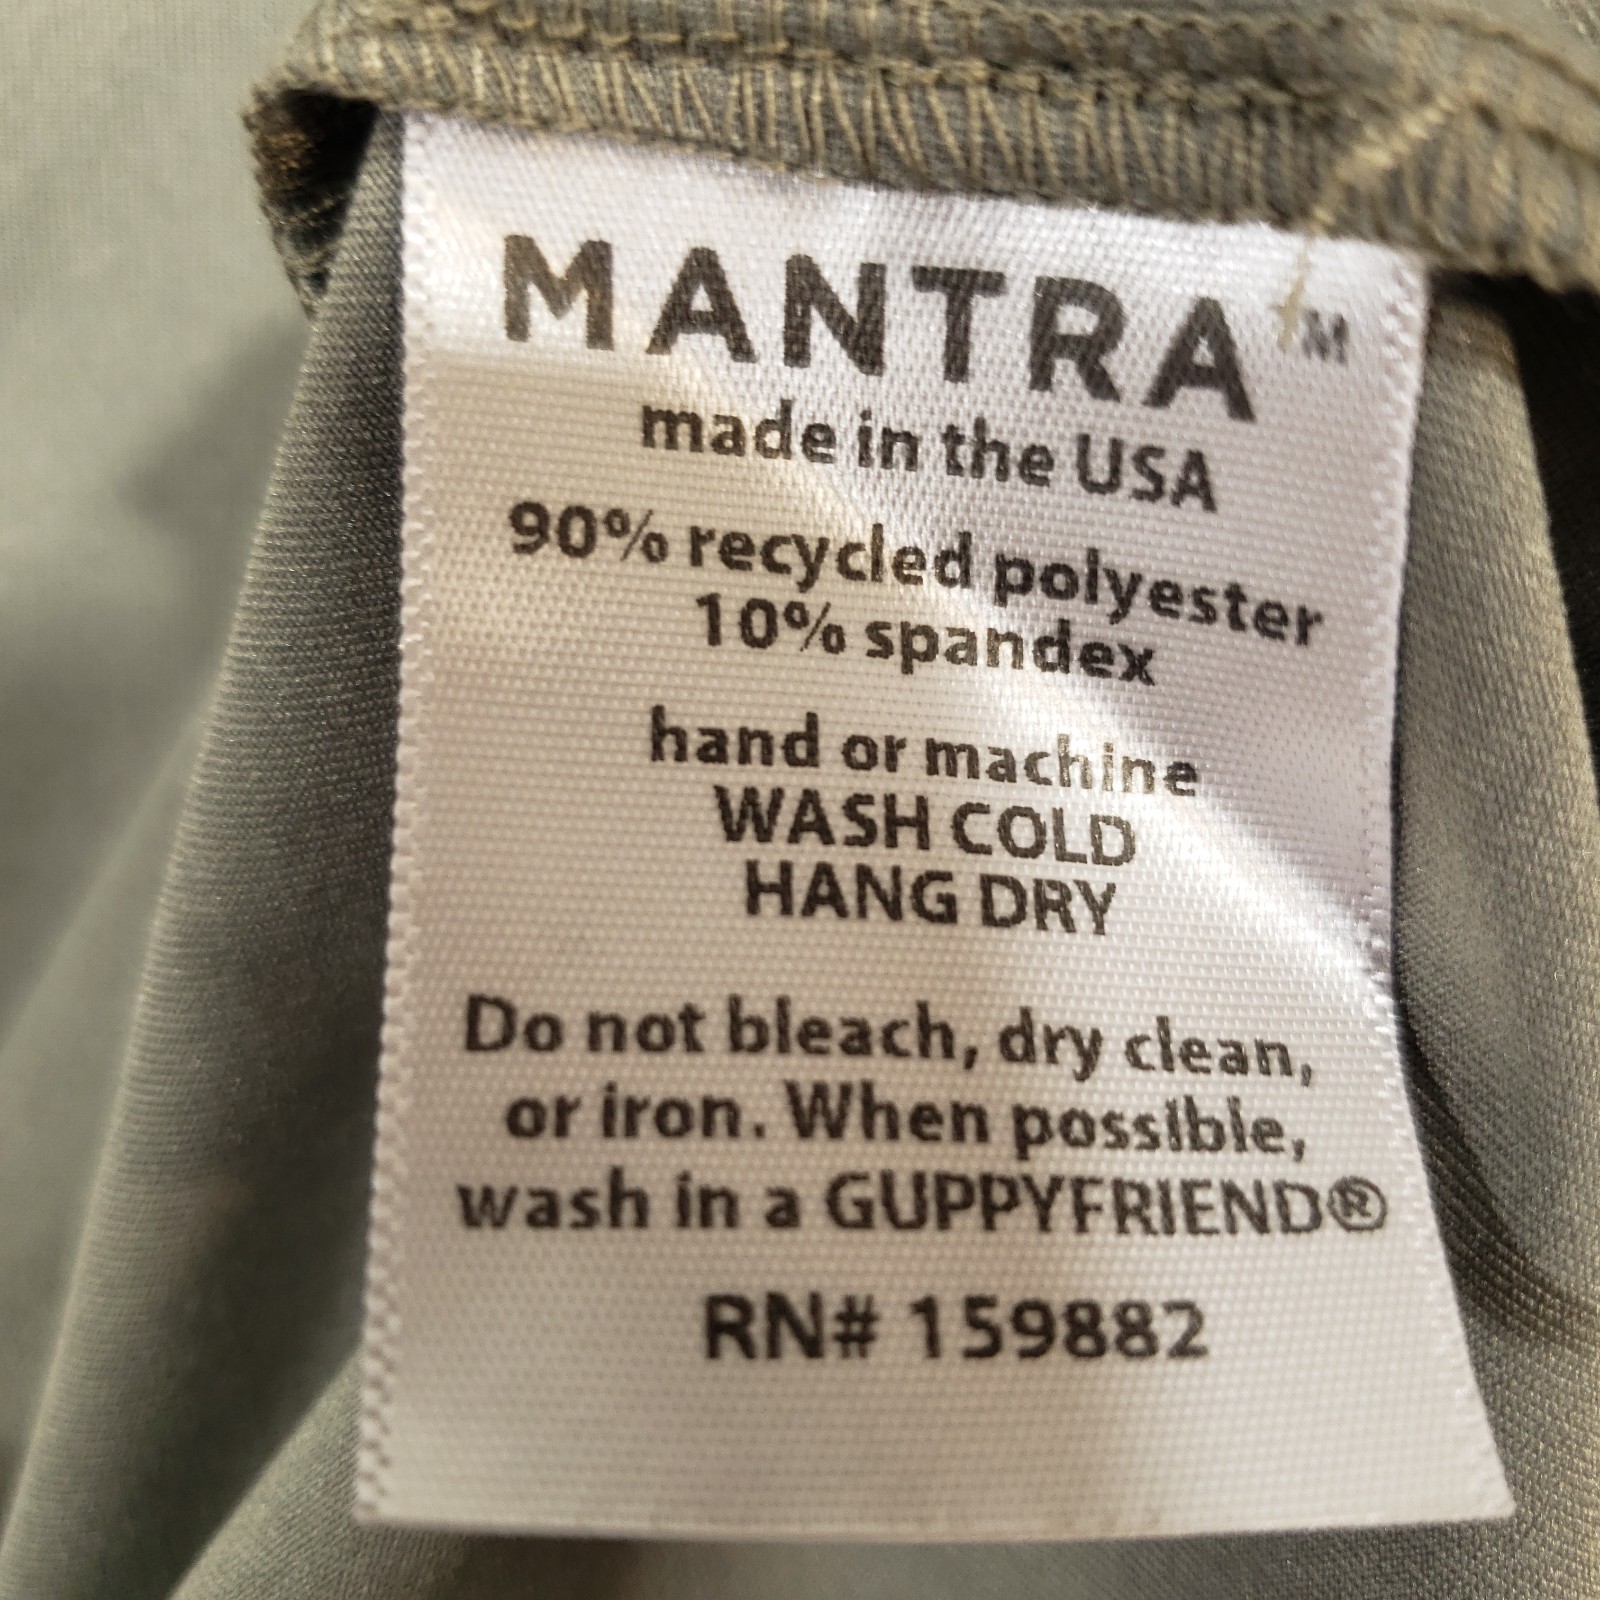 MANTRA™
made in the USA
90% recycled polyester
10% spandex
hand or machine
WASH COLD
HANG DRY
Do not bleach, dry clean,
or iron. When possible,
wash in a GUPPYFRIEND®
RN# 159882